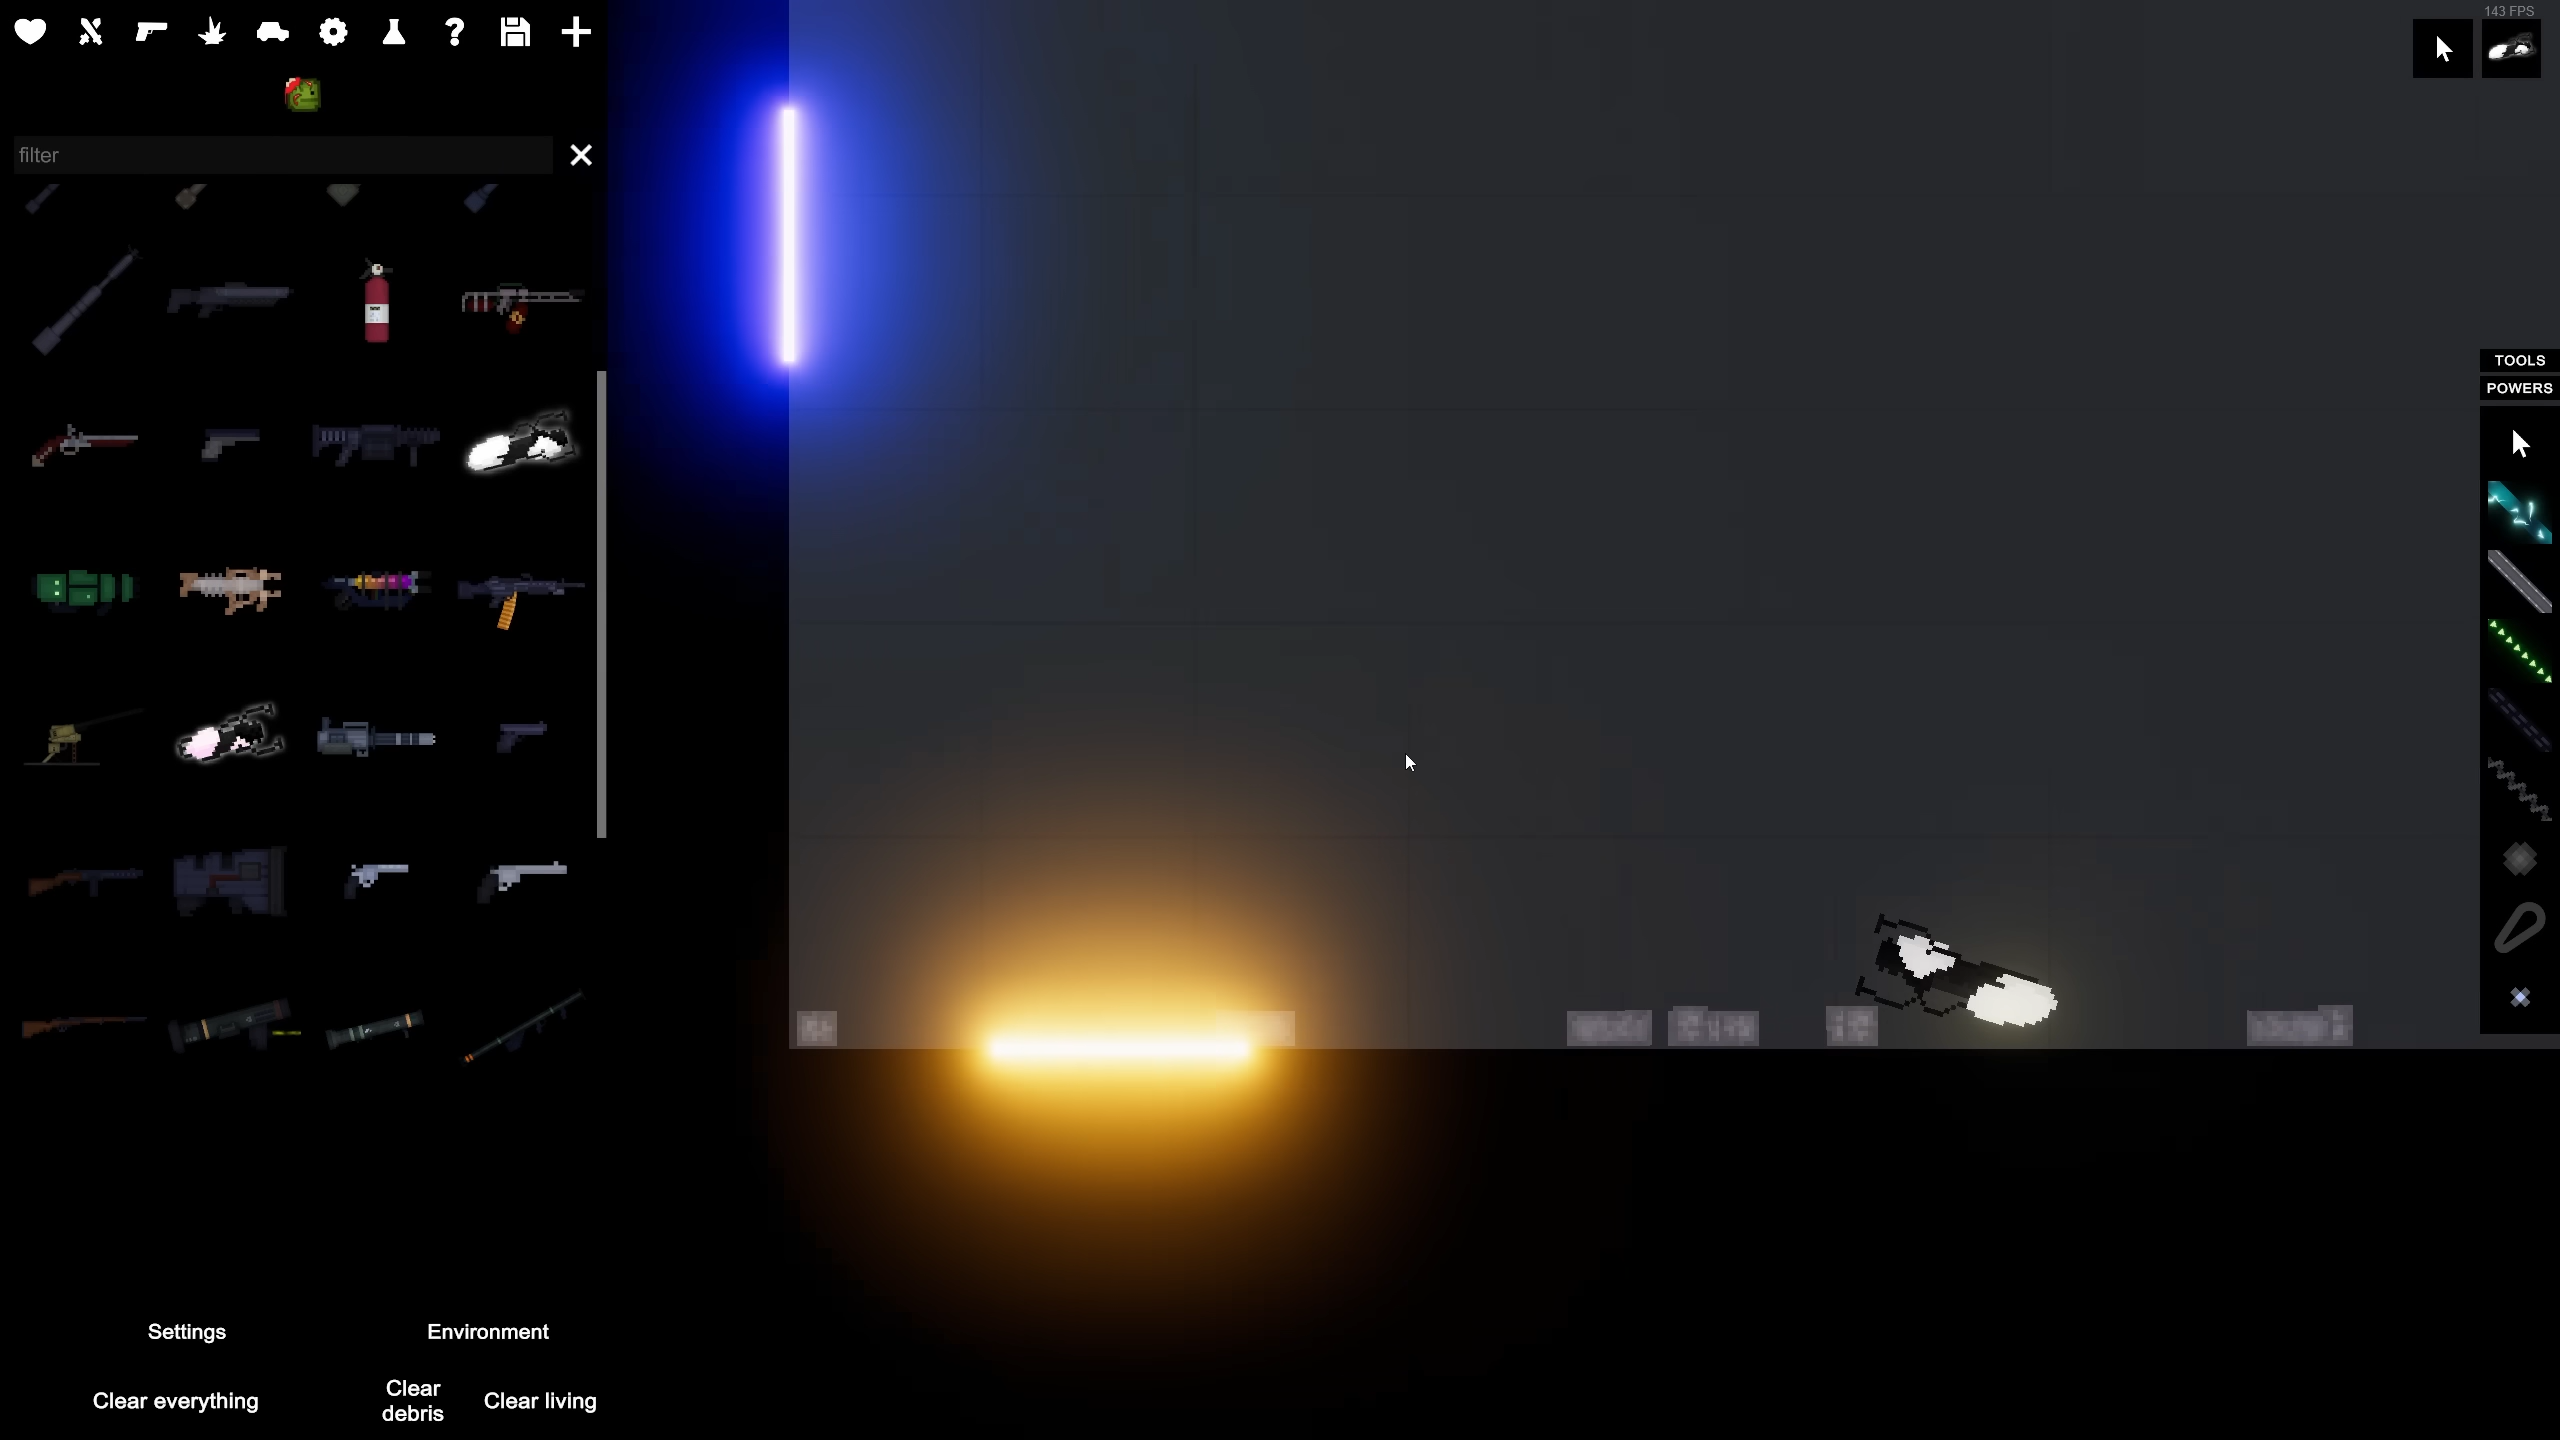 143 FPS
filter
TOOLS
POWERS
Settings
Environment
Clear everything
Clear
debris
Clear living